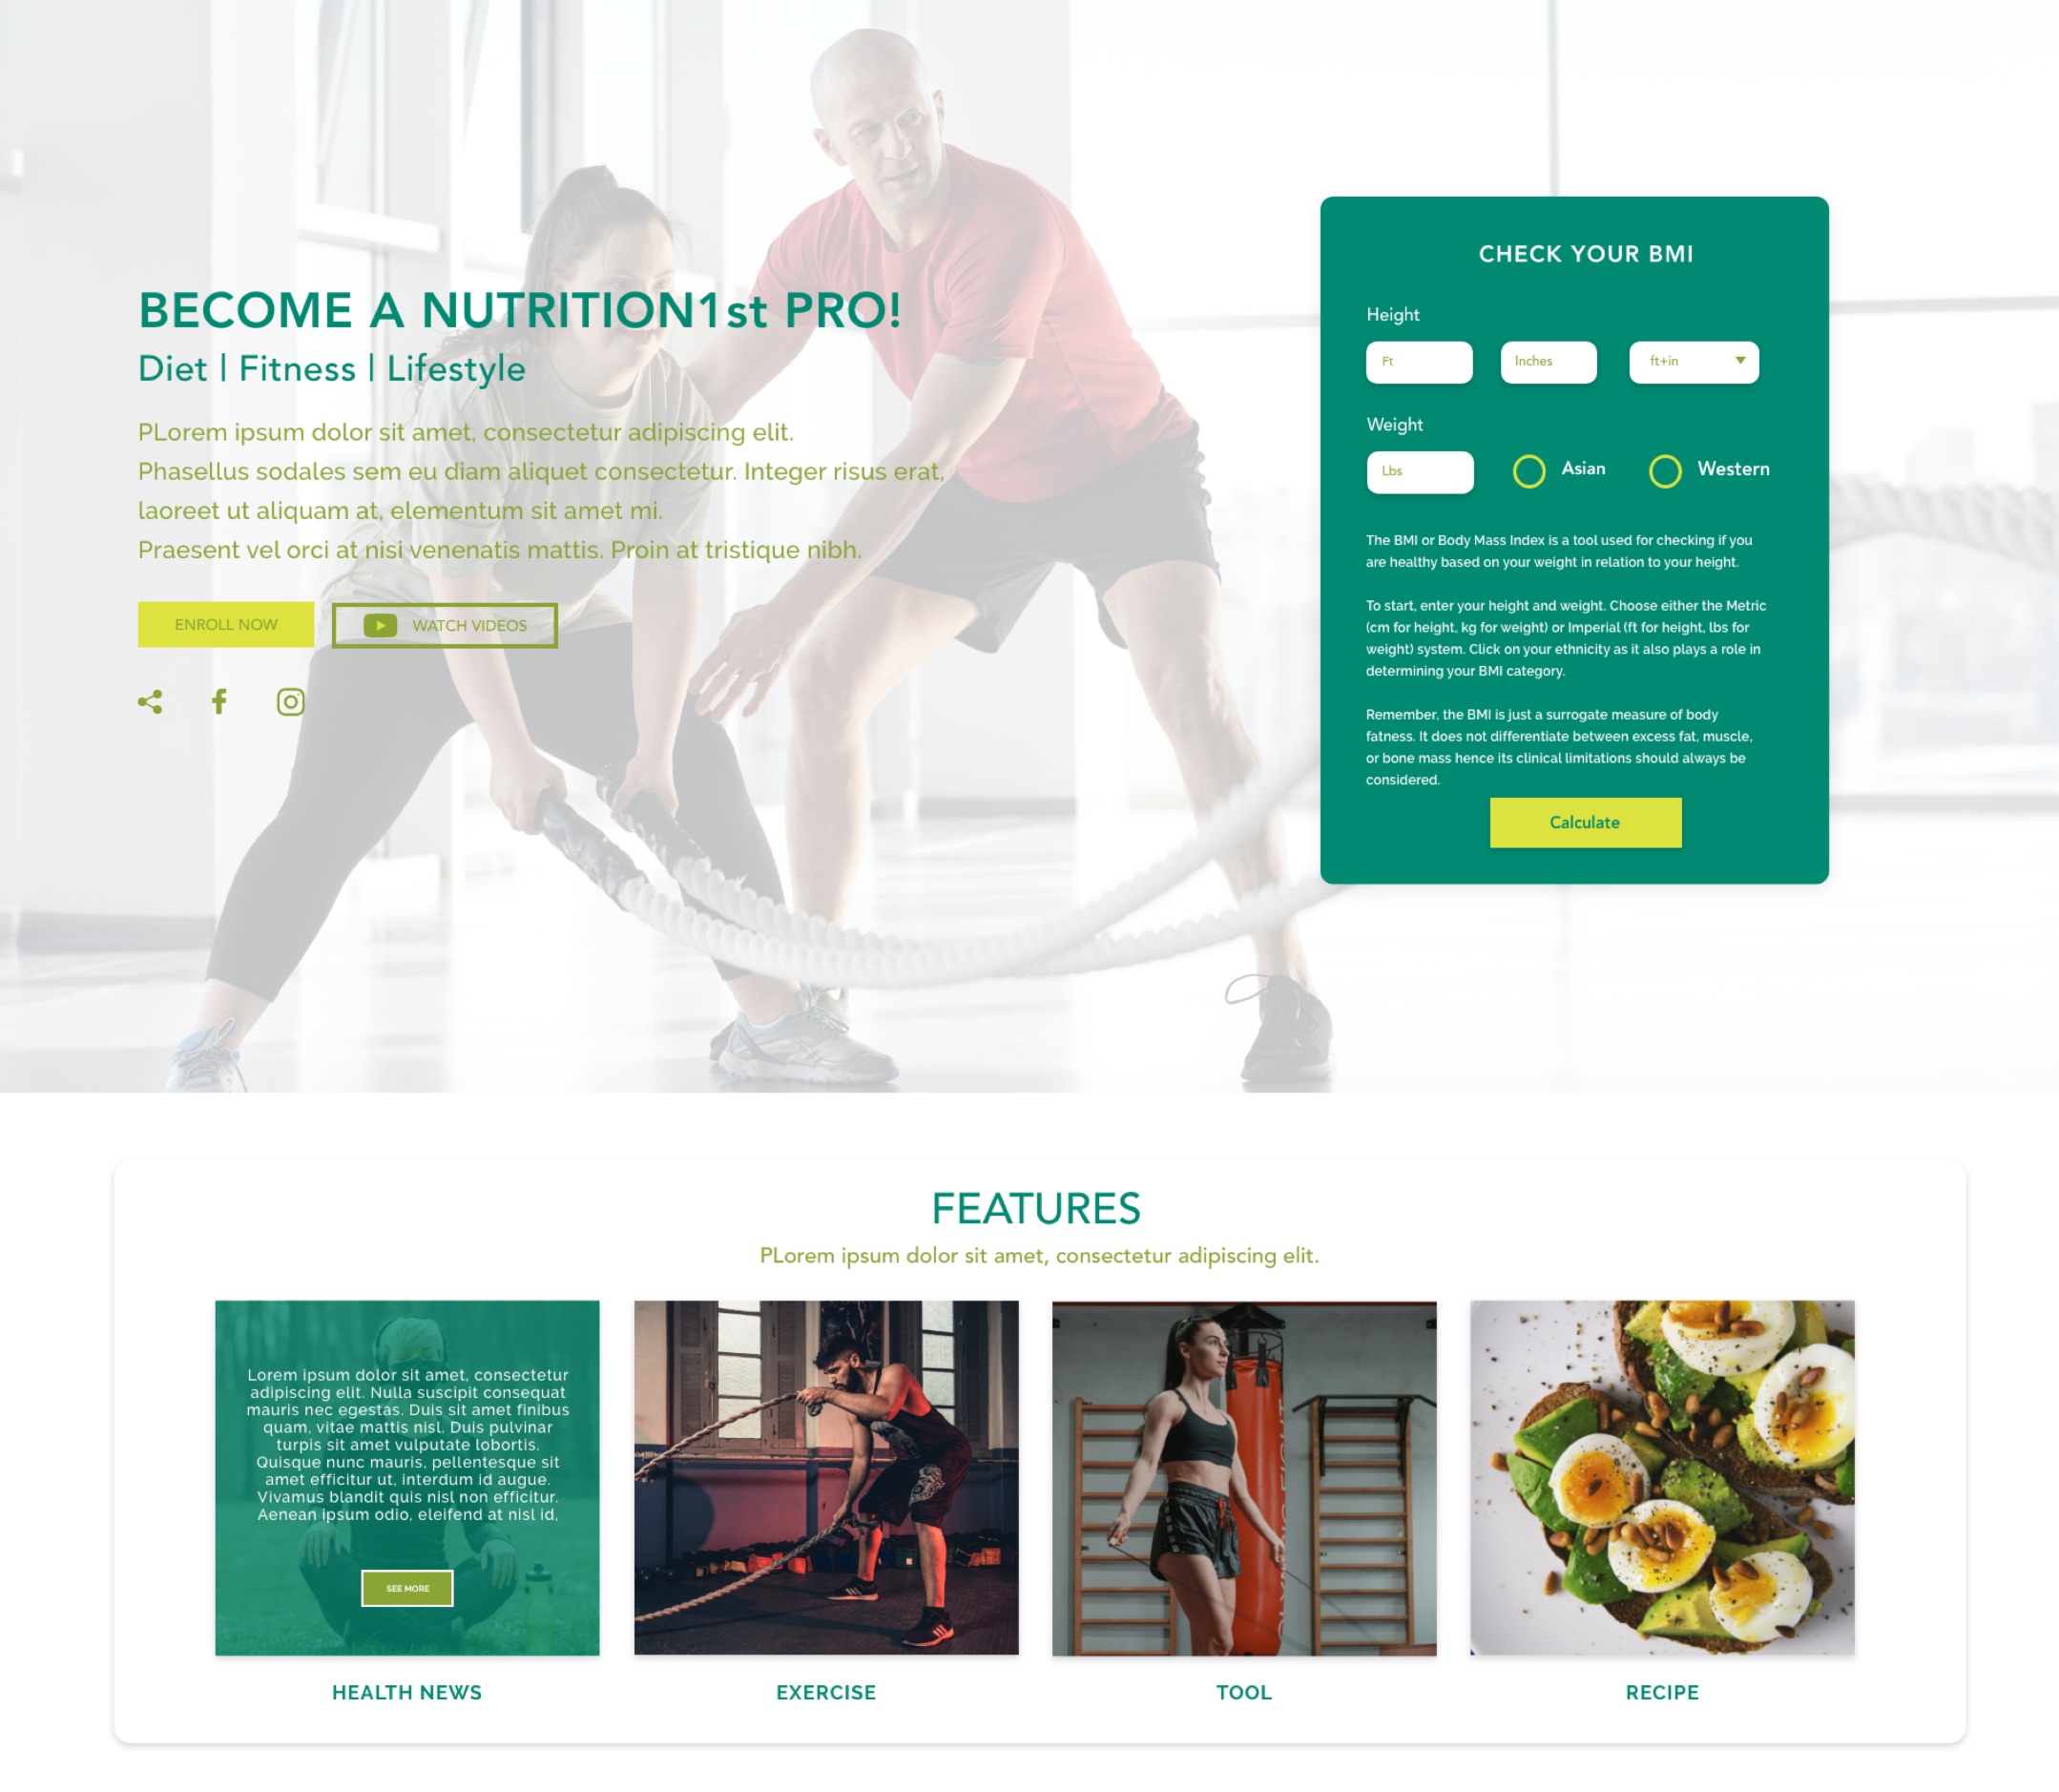 BECOME A NUTRITION1st PRO!
Diet | Fitness | Lifestyle
PLorem ipsum dolor sit amet, consectetur adipiscing elit.
Phasellus sodales sem eu diam aliquet consectetur. Integer risus erat,
laoreet ut aliquam at, elementum sit amet mi.
Praesent vel orci at nisi venenatis mattis. Proin at tristique nibh.
ENROLL NOW
WATCH VIDEOS
CHECK YOUR BMI
Height
Ft
Inches
ft+in
Weight
Lbs
Asian
Western
The BMI or Body Mass Index is a tool used for checking if you
are healthy based on your weight in relation to your height.
To start, enter your height and weight. Choose either the Metric
(cm for height, kg for weight) or Imperial (ft for height, lbs for
weight) system. Click on your ethnicity as it also plays a role in
determining your BMI category.
Remember, the BMI is just a surrogate measure of body
fatness. It does not differentiate between excess fat, muscle,
or bone mass hence its clinical limitations should always be
considered.
Calculate
FEATURES
PLorem ipsum dolor sit amet, consectetur adipiscing elit.
Lorem ipsum dolor sit amet, consectetur
adipiscing elit. Nulla suscipit consequat
mauris nec egestas. Duis sit amet finibus
quam, vitae mattis nisl. Duis pulvinar
turpis sit amet vulputate lobortis.
Quisque nunc mauris, pellentesque sit
amet efficitur ut, interdum id augue.
Vivamus blandit quis nisl non efficitur.
Aenean ipsum odio, eleifend at nisl id,
SEE MORE
HEALTH NEWS
EXERCISE
TOOL
RECIPE